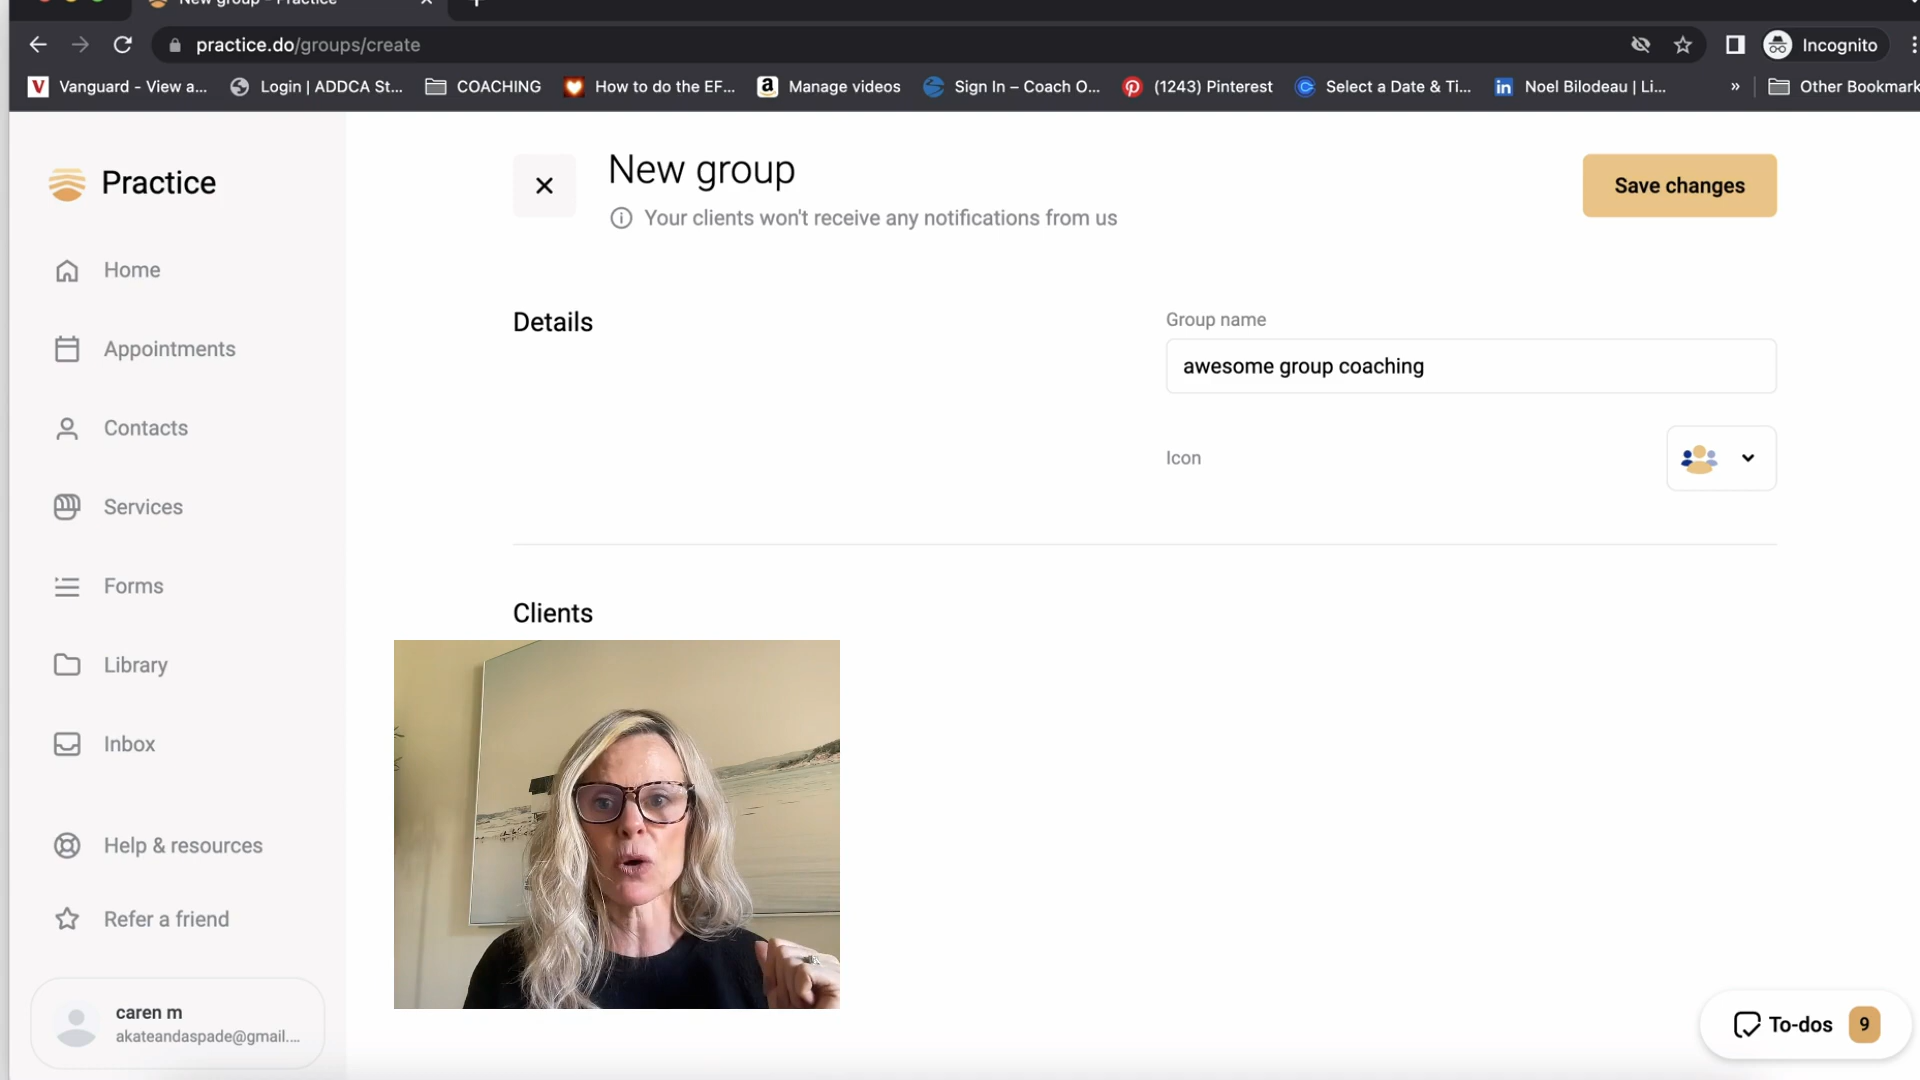 New group - Practice
practice.do/groups/create
Incognito
Vanguard - View a...
Login | ADDCA St...
COACHING
How to do the EF...
Manage videos
Sign In – Coach O...
(1243) Pinterest
Select a Date & Ti...
Noel Bilodeau | Li...
»
Other Bookmark
Practice
New group
Your clients won't receive any notifications from us
Save changes
Home
Appointments
Contacts
Services
Forms
Library
Inbox
Help & resources
Refer a friend
caren m
akateandaspade@gmail....
Details
Group name
awesome group coaching
Icon
Clients
To-dos 9